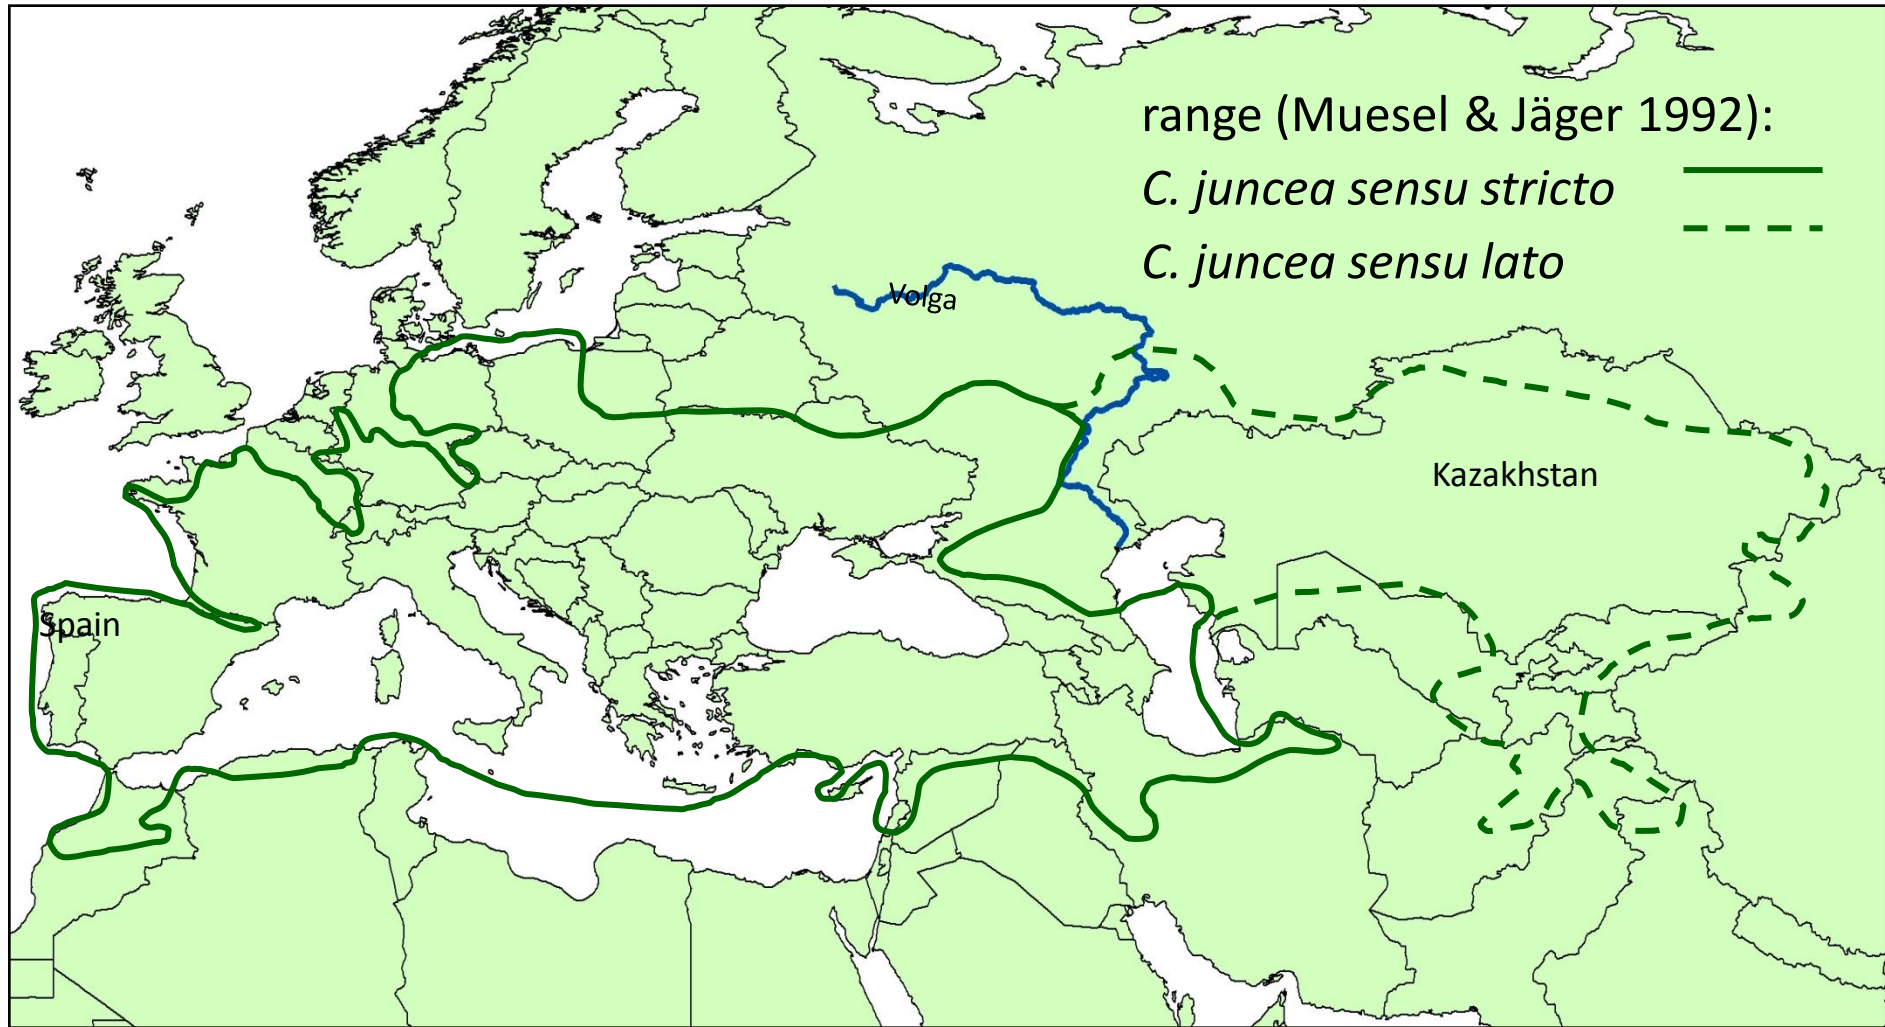 range (Muesel & Jäger 1992):
C. juncea sensu stricto
C. juncea sensu lato
Volga
Kazakhstan
Spain